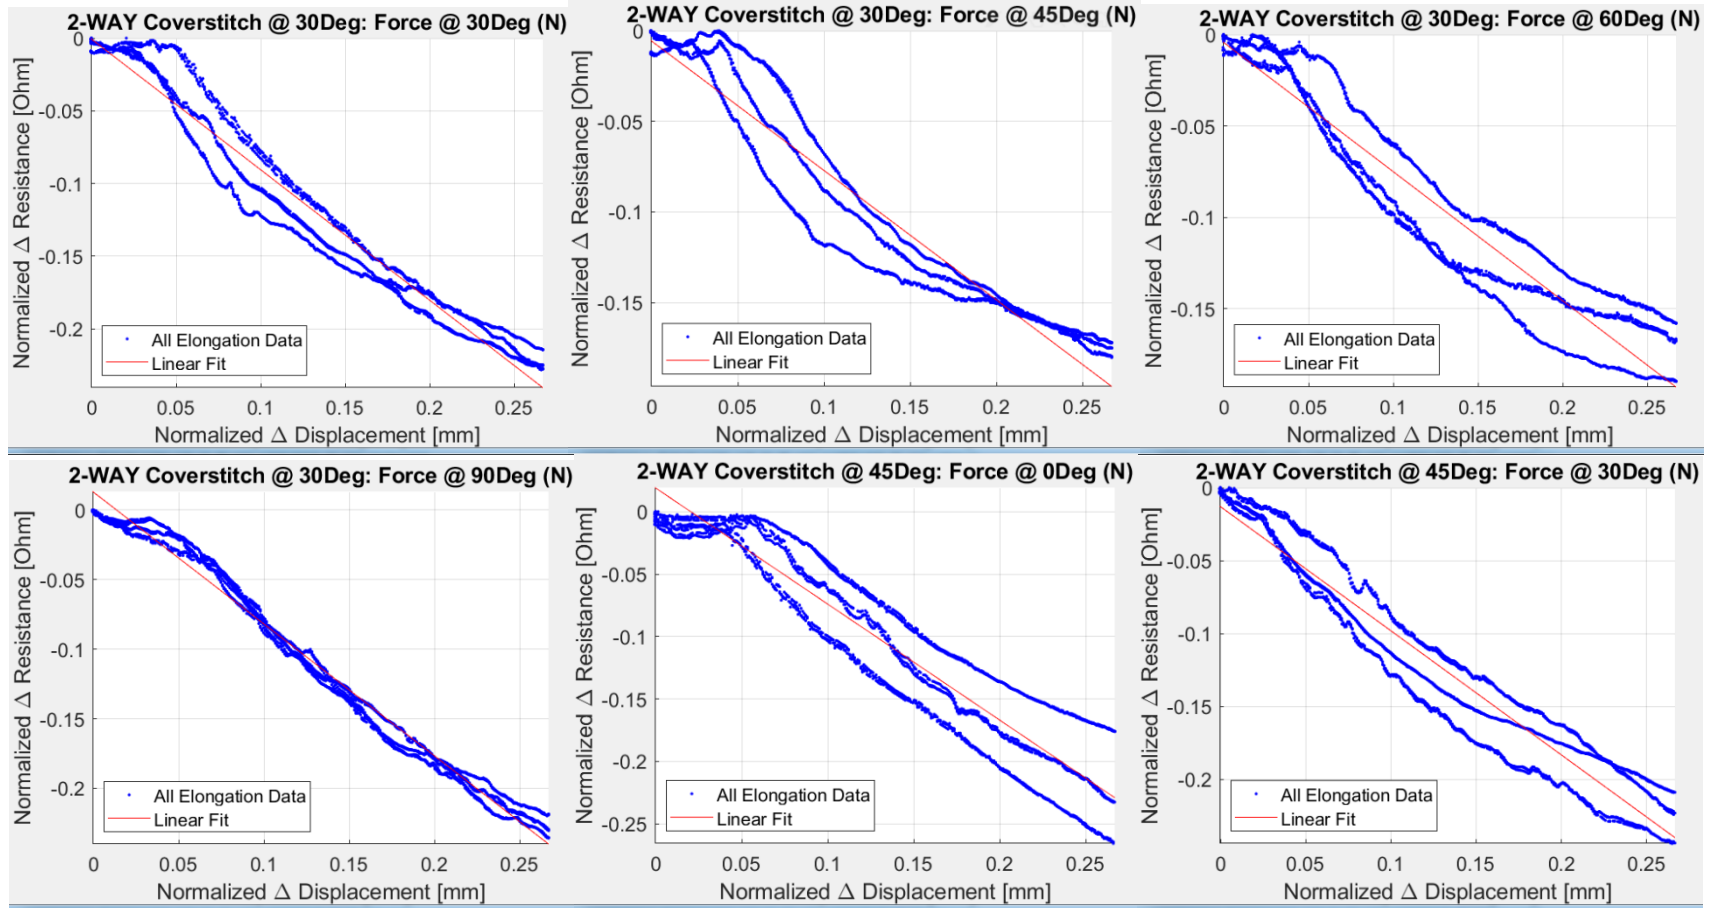 2-WAY Coverstitch @ 30Deg: Force @ 30Deg (N)
0
-0.05
-0.1
-0.15
-0.2
Normalized Δ Resistance [Ohm]
All Elongation Data
Linear Fit
0 0.05 0.1 0.15 0.2 0.25
Normalized Δ Displacement [mm]
2-WAY Coverstitch @ 30Deg: Force @ 45Deg (N)
0
-0.05
-0.1
-0.15
Normalized Δ Resistance [Ohm]
All Elongation Data
Linear Fit
0 0.05 0.1 0.15 0.2 0.25
Normalized Δ Displacement [mm]
2-WAY Coverstitch @ 30Deg: Force @ 60Deg (N)
0
-0.05
-0.1
-0.15
Normalized Δ Resistance [Ohm]
All Elongation Data
Linear Fit
0 0.05 0.1 0.15 0.2 0.25
Normalized Δ Displacement [mm]
2-WAY Coverstitch @ 30Deg: Force @ 90Deg (N)
0
-0.05
-0.1
-0.15
-0.2
Normalized Δ Resistance [Ohm]
All Elongation Data
Linear Fit
0 0.05 0.1 0.15 0.2 0.25
Normalized Δ Displacement [mm]
2-WAY Coverstitch @ 45Deg: Force @ 0Deg (N)
0
-0.05
-0.1
-0.15
-0.2
-0.25
Normalized Δ Resistance [Ohm]
All Elongation Data
Linear Fit
0 0.05 0.1 0.15 0.2 0.25
Normalized Δ Displacement [mm]
2-WAY Coverstitch @ 45Deg: Force @ 30Deg (N)
0
-0.05
-0.1
-0.15
-0.2
Normalized Δ Resistance [Ohm]
All Elongation Data
Linear Fit
0 0.05 0.1 0.15 0.2 0.25
Normalized Δ Displacement [mm]